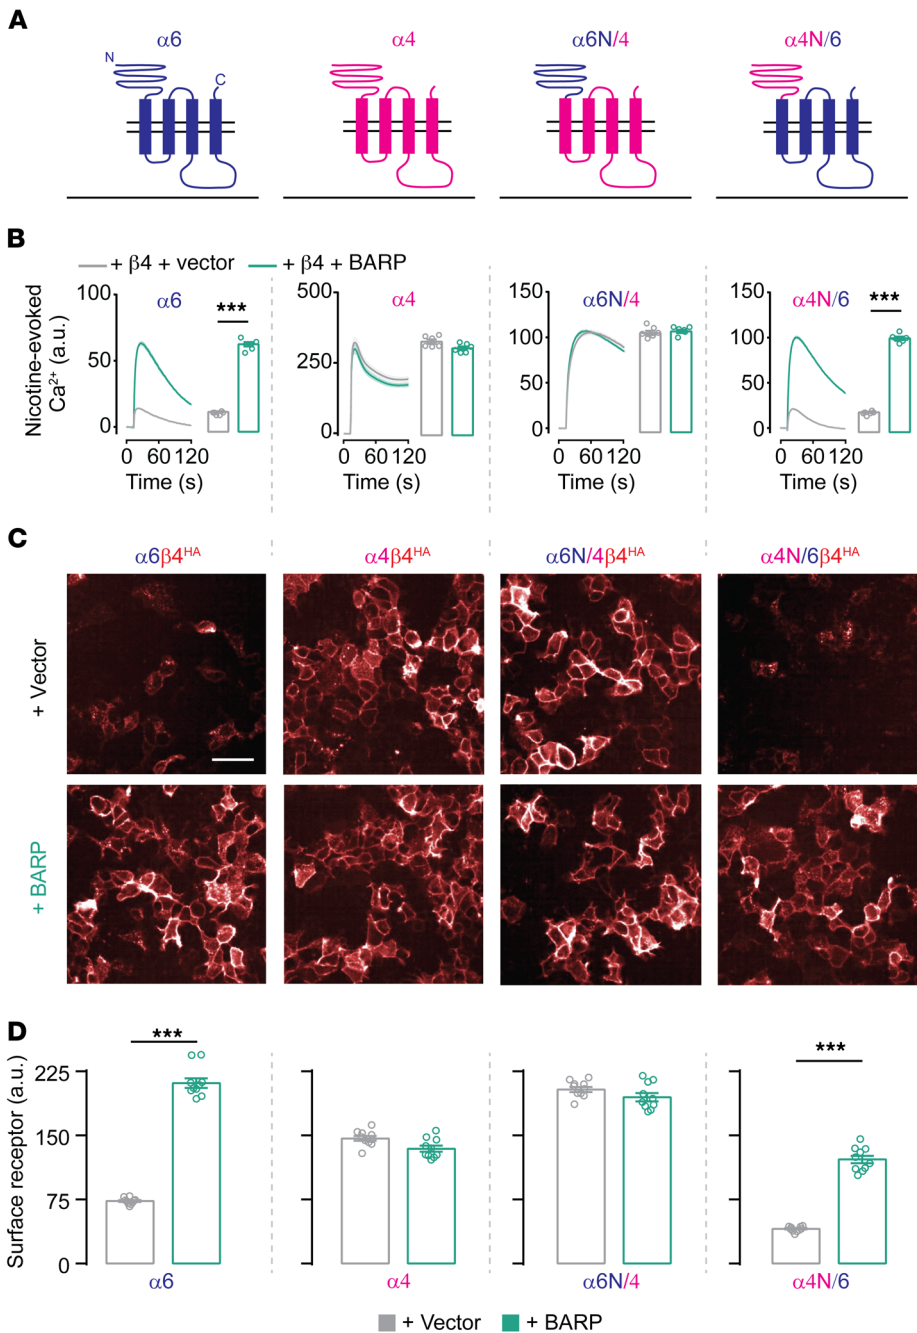 A
α6
α4
α6N/4
α4N/6
N
C
B
+ β4 + vector
+ β4 + BARP
Nicotine-evoked
Ca²⁺ (a.u.)
α6
***
100
50
0
0 60 120
Time (s)
α4
500
250
0
0 60 120
Time (s)
α6N/4
150
100
50
0
0 60 120
Time (s)
α4N/6
***
150
100
50
0
0 60 120
Time (s)
C
α6β4ᴴᴬ
α4β4ᴴᴬ
α6N/4β4ᴴᴬ
α4N/6β4ᴴᴬ
+ Vector
+ BARP
D
Surface receptor (a.u.)
***
***
225
150
75
0
α6
α4
α6N/4
α4N/6
+ Vector
+ BARP